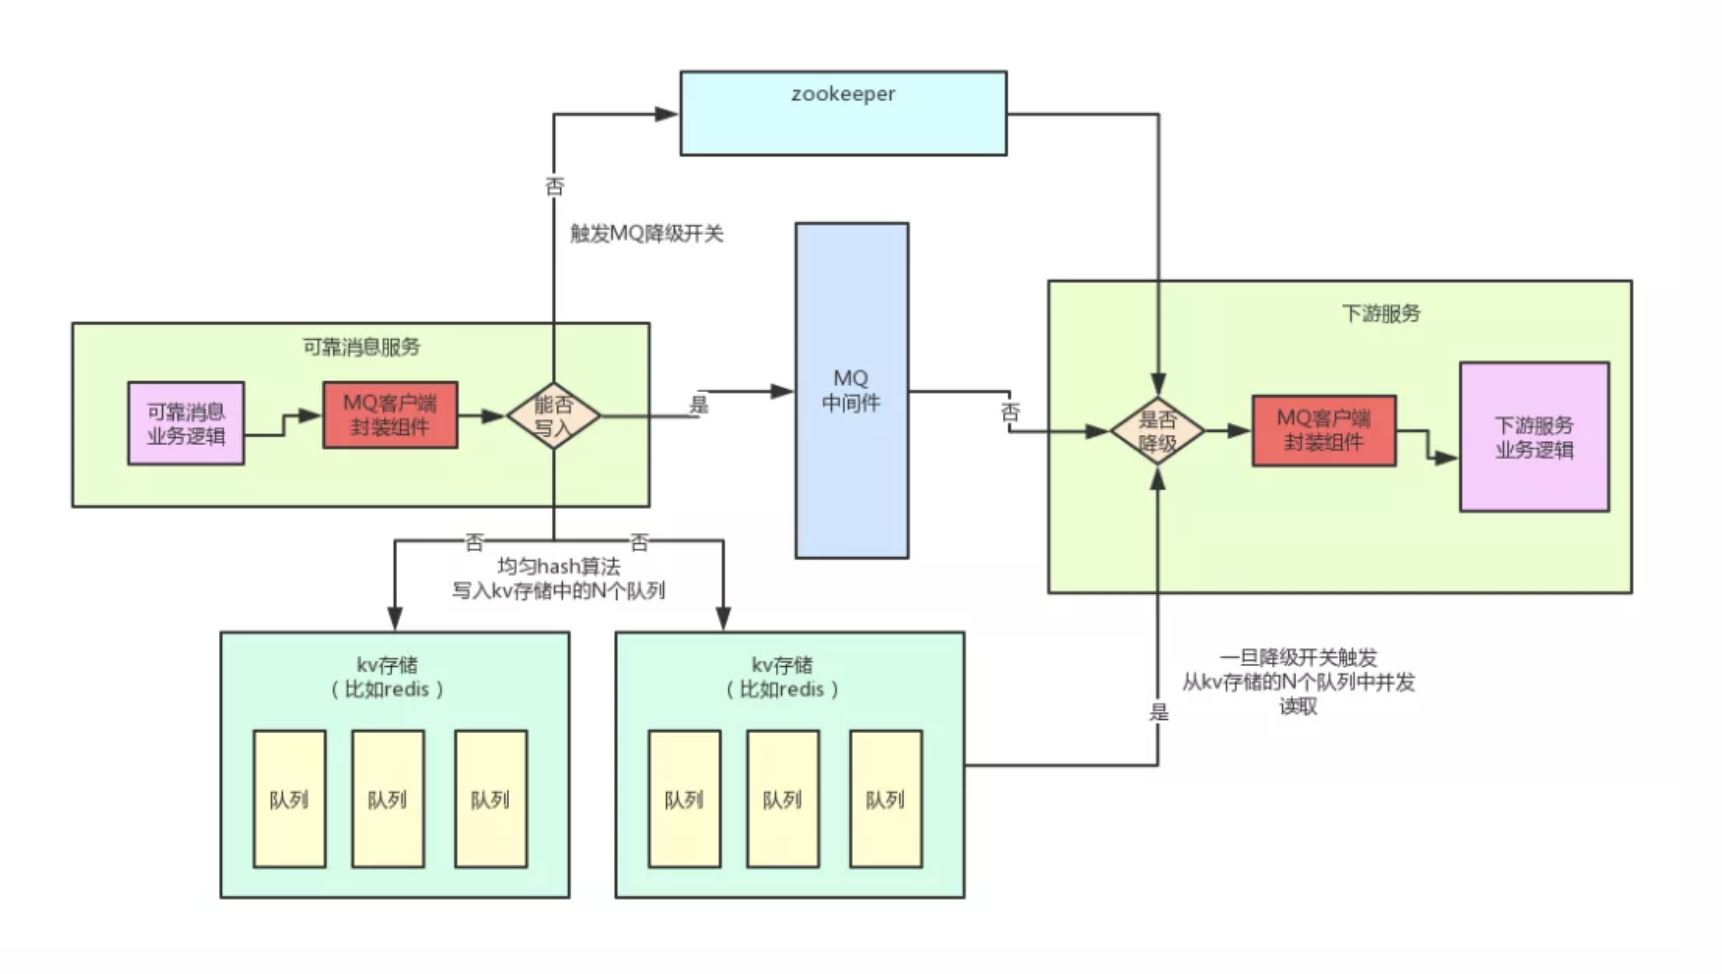 zookeeper
否
触发MQ降级开关
可靠消息服务
可靠消息
业务逻辑
MQ客户端
封装组件
能否
写入
是
MQ
中间件
否
下游服务
是否
降级
MQ客户端
封装组件
下游服务
业务逻辑
否
否
均匀hash算法
写入kv存储中的N个队列
kv存储
（比如redis）
队列
队列
队列
kv存储
（比如redis）
队列
队列
队列
一旦降级开关触发
从kv存储的N个队列中并发
读取
是